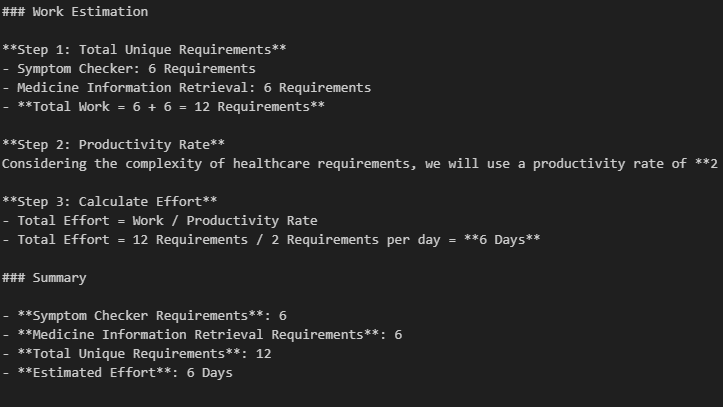 ### Work Estimation
**Step 1: Total Unique Requirements**
- Symptom Checker: 6 Requirements
- Medicine Information Retrieval: 6 Requirements
- **Total Work = 6 + 6 = 12 Requirements**
**Step 2: Productivity Rate**
Considering the complexity of healthcare requirements, we will use a productivity rate of **2
**Step 3: Calculate Effort**
- Total Effort = Work / Productivity Rate
- Total Effort = 12 Requirements / 2 Requirements per day = **6 Days**
### Summary
- **Symptom Checker Requirements**: 6
- **Medicine Information Retrieval Requirements**: 6
- **Total Unique Requirements**: 12
- **Estimated Effort**: 6 Days